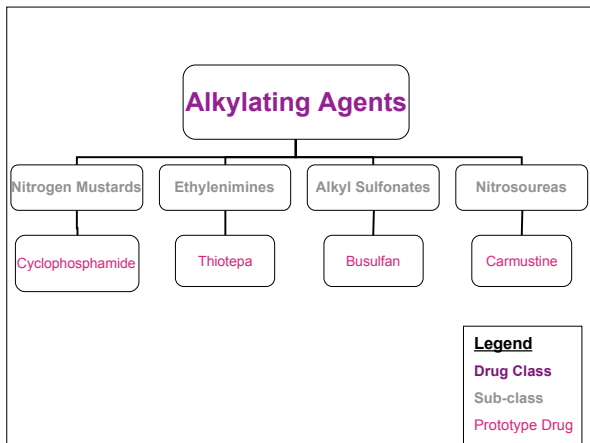 Alkylating Agents
Nitrogen Mustards
Ethylenimines
Alkyl Sulfonates
Nitrosoureas
Cyclophosphamide
Thiotepa
Busulfan
Carmustine
Legend
Drug Class
Sub-class
Prototype Drug